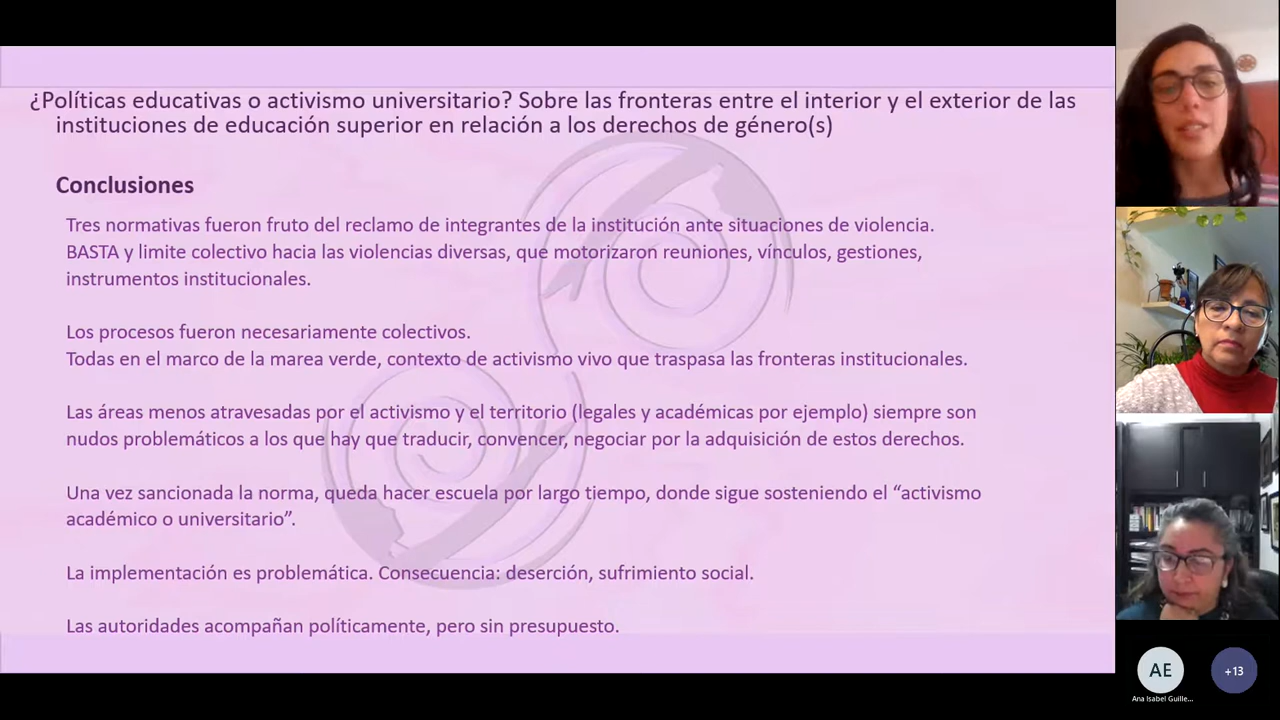 ¿Políticas educativas o activismo universitario? Sobre las fronteras entre el interior y el exterior de las
instituciones de educación superior en relación a los derechos de género(s)
Conclusiones
Tres normativas fueron fruto del reclamo de integrantes de la institución ante situaciones de violencia.
BASTA y limite colectivo hacia las violencias diversas, que motorizaron reuniones, vínculos, gestiones,
instrumentos institucionales.
Los procesos fueron necesariamente colectivos.
Todas en el marco de la marea verde, contexto de activismo vivo que traspasa las fronteras institucionales.
Las áreas menos atravesadas por el activismo y el territorio (legales y académicas por ejemplo) siempre son
nudos problemáticos a los que hay que traducir, convencer, negociar por la adquisición de estos derechos.
Una vez sancionada la norma, queda hacer escuela por largo tiempo, donde sigue sosteniendo el “activismo
académico o universitario”.
La implementación es problemática. Consecuencia: deserción, sufrimiento social.
Las autoridades acompañan políticamente, pero sin presupuesto.
AE
+13
Ana Isabel Guille...